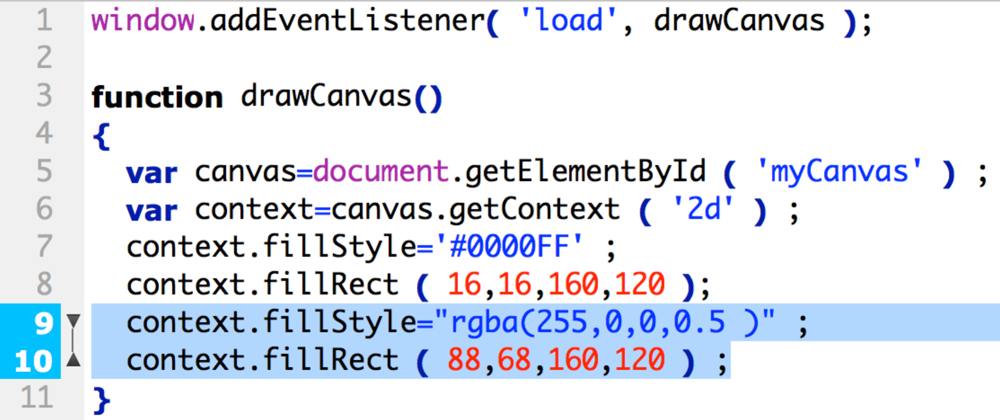 1 window.addEventListener( 'load', drawCanvas );
2
3 function drawCanvas()
4 {
5 var canvas=document.getElementById ( 'myCanvas' ) ;
6 var context=canvas.getContext ( '2d' ) ;
7 context.fillStyle='#0000FF' ;
8 context.fillRect ( 16,16,160,120 );
9 context.fillStyle="rgba(255,0,0,0.5 )" ;
10 context.fillRect ( 88,68,160,120 ) ;
11 }